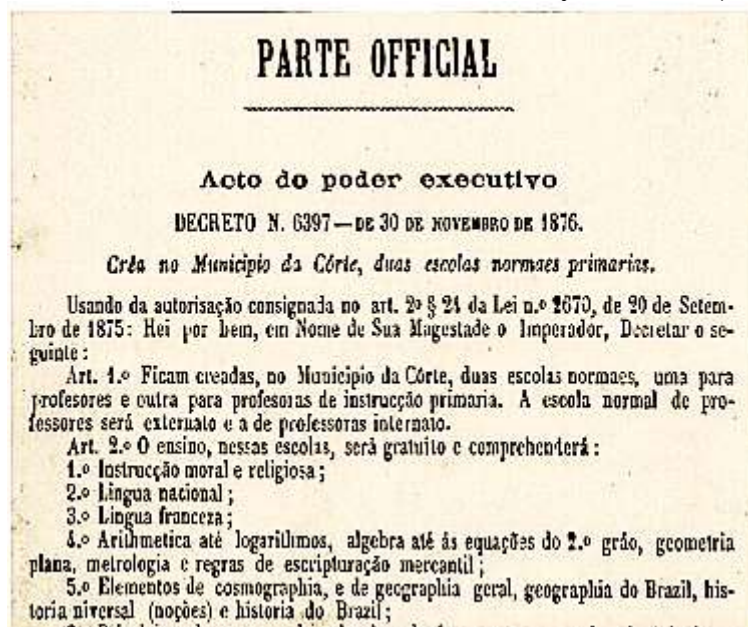 PARTE OFFICIAL
Acto do poder executivo
DECRETO N. 6397 — DE 30 DE NOVEMBRO DE 1876.
Créa no Municipio da Côrte, duas escolas normaes primarias.
Usando da autorisação consignada no art. 2º § 24 da Lei n.º 2670, de 20 de Setem-
bro de 1875: Hei por bem, em Nome de Sua Magestade o Imperador, Decretar o se-
guinte:
Art. 1.º Ficam creadas, no Municipio da Côrte, duas escolas normaes, uma para
profesores e outra para profesoras de instrucção primaria. A escola normal de pro-
fessores será externato e a de professoras internato.
Art. 2.º O ensino, nessas escolas, será gratuito e comprehenderá:
1.º Instrucção moral e religiosa;
2.º Lingua nacional;
3.º Lingua franceza;
4.º Arithmetica até logarithmos, algebra até ás equações do 2.º gráo, geometria
plana, metrologia e regras de escripturação mercantil;
5.º Elementos de cosmographia, e de geographia geral, geographia do Brazil, his-
toria niversal (noções) e historia do Brazil;